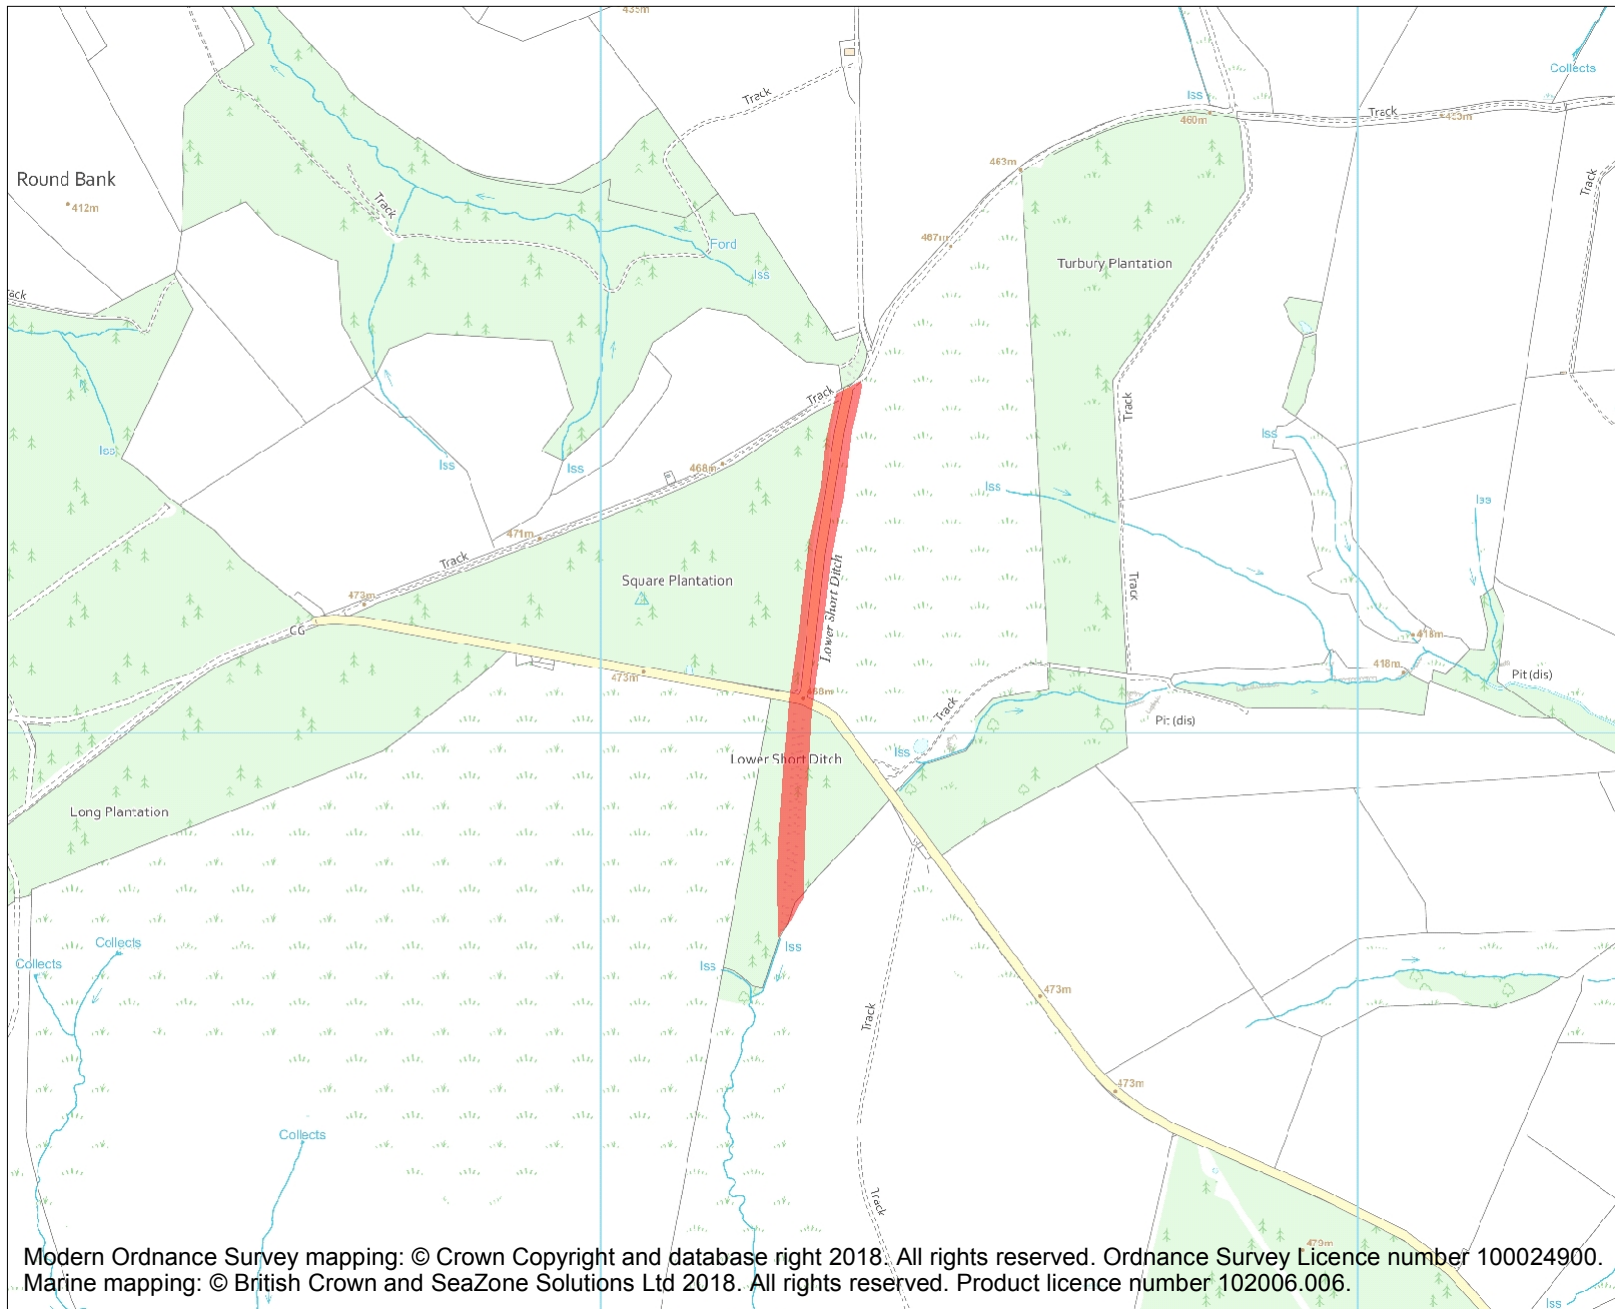 435m
Collects
Track
Iss
460m
Track
463m
Round Bank
412m
Track
Track
467m
Ford
Iss
Turbury Plantation
Track
Track
Iss
Iss
Iss
468m
Iss
Iss
Iss
471m
Track
Lower Short Ditch
Square Plantation
Track
473m
CG
418m
418m
Pit (dis)
473m
468m
Track
Pit (dis)
Iss
Lower Short Ditch
Long Plantation
Collects
Iss
Collects
Iss
473m
Track
473m
Collects
Track
479m
Modern Ordnance Survey mapping: © Crown Copyright and database right 2018. All rights reserved. Ordnance Survey Licence number 100024900.
Marine mapping: © British Crown and SeaZone Solutions Ltd 2018. All rights reserved. Product licence number 102006.006.
Iss